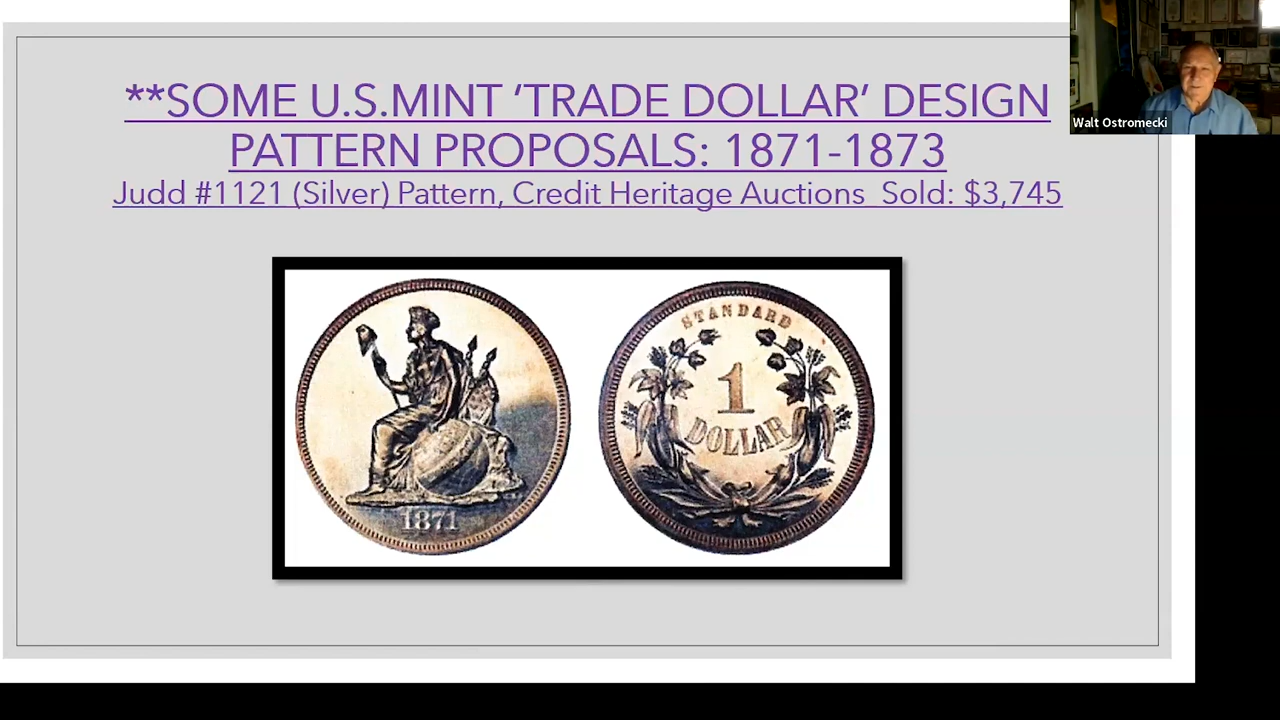 **SOME U.S.MINT ‘TRADE DOLLAR’ DESIGN
PATTERN PROPOSALS: 1871-1873
Judd #1121 (Silver) Pattern, Credit Heritage Auctions  Sold: $3,745
Walt Ostromecki
1871
STANDARD
1
DOLLAR